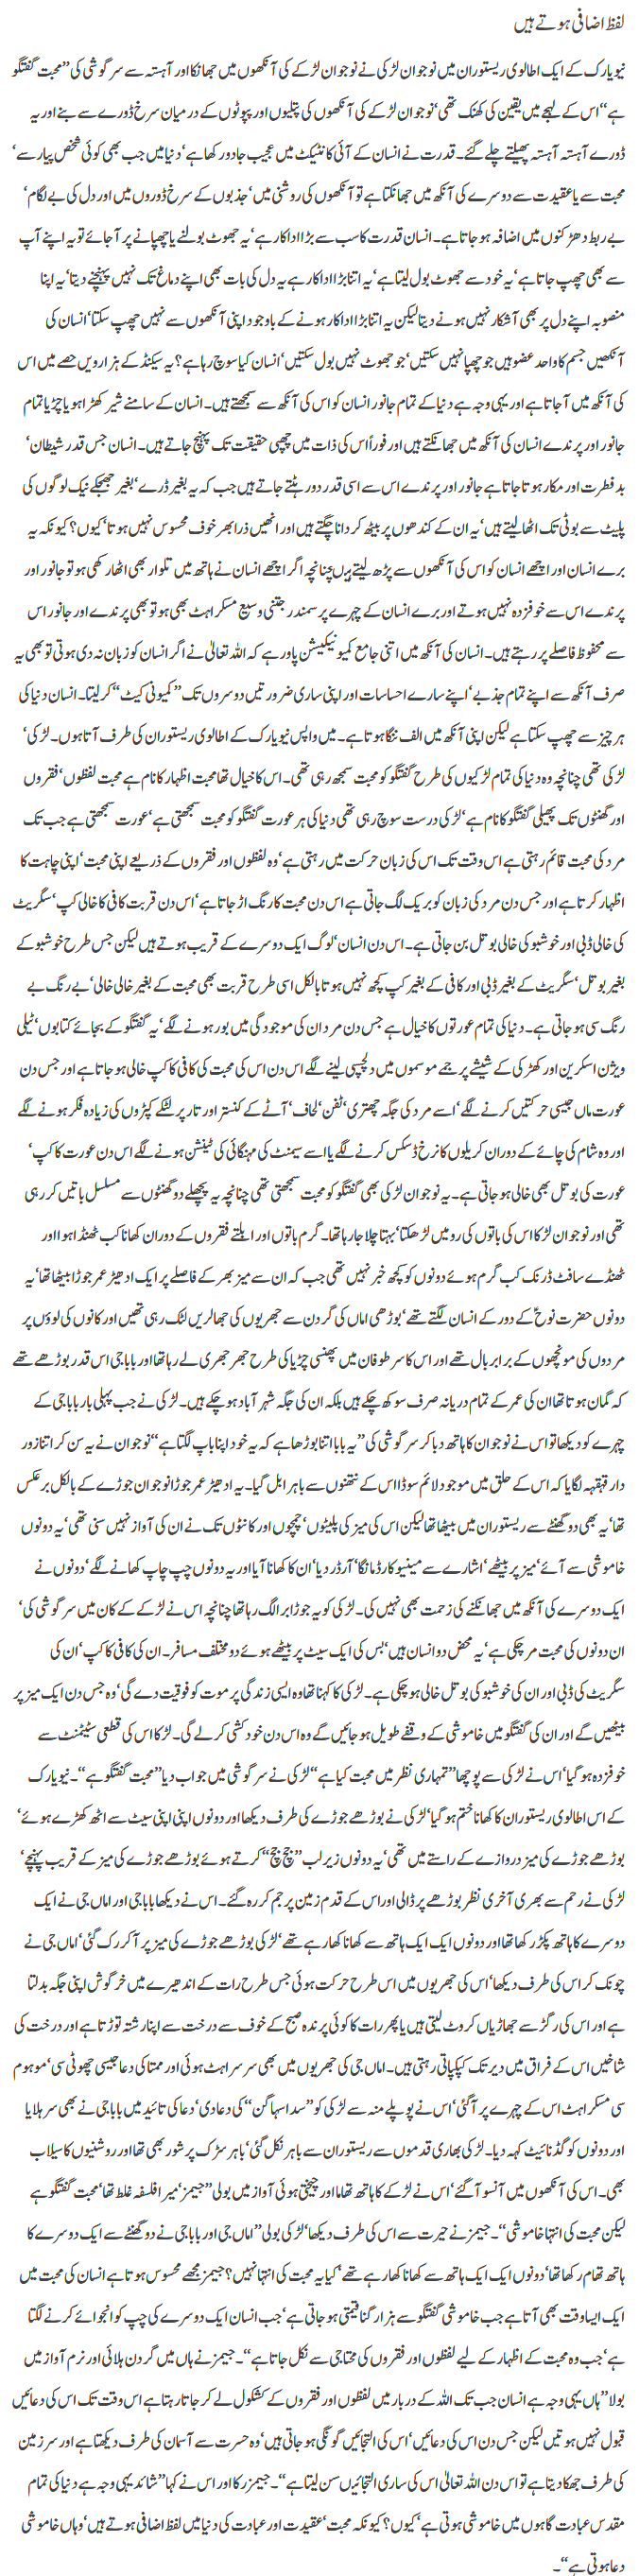 لفظ اضافی ہوتے ہیں
نیویارک کے ایک اطالوی ریستوران میں نوجوان لڑکی نے نوجوان لڑکے کی آنکھوں میں جھانکا اور آہستہ سے سرگوشی کی ”محبت گفتگو
ہے“ اس کے لہجے میں یقین کی کھنک تھی‘ نوجوان لڑکے کی آنکھوں کی پتلیوں اور پپوٹوں کے درمیان سرخ ڈورے سے بنے اور یہ
ڈورے آہستہ آہستہ پھیلتے چلے گئے۔ قدرت نے انسان کے آئی کانٹیکٹ میں عجیب جادو رکھا ہے‘ دنیا میں جب بھی کوئی شخص پیار سے‘
محبت سے یا عقیدت سے دوسرے کی آنکھ میں جھانکتا ہے تو آنکھوں کی روشنی میں‘ جذبوں کے سرخ ڈوروں میں اور دل کی بے لگام‘
بے ربط دھڑکنوں میں اضافہ ہو جاتا ہے۔ انسان قدرت کا سب سے بڑا اداکار ہے‘ یہ جھوٹ بولنے یا چھپانے پر آ جائے تو یہ اپنے آپ
سے بھی چھپ جاتا ہے‘ یہ خود سے جھوٹ بول لیتا ہے‘ یہ اتنا بڑا اداکار ہے یہ دل کی بات بھی اپنے دماغ تک نہیں پہنچنے دیتا‘ یہ اپنا
منصوبہ اپنے دل پر بھی آشکار نہیں ہونے دیتا لیکن یہ اتنا بڑا اداکار ہونے کے باوجود اپنی آنکھوں سے نہیں چھپ سکتا‘ انسان کی
آنکھیں جسم کا واحد عضو ہیں جو چھپا نہیں سکتیں‘ جو جھوٹ نہیں بول سکتیں‘ انسان کیا سوچ رہا ہے؟ یہ سیکنڈ کے ہزارویں حصے میں اس
کی آنکھ میں آ جاتا ہے اور یہی وجہ ہے دنیا کے تمام جانور انسان کو اس کی آنکھ سے سمجھتے ہیں۔ انسان کے سامنے شیر کھڑا ہو یا چڑیا تمام
جانور اور پرندے انسان کی آنکھ میں جھانکتے ہیں اور فوراً اس کی ذات میں چھپی حقیقت تک پہنچ جاتے ہیں۔ انسان جس قدر شیطان‘
بد فطرت اور مکار ہوتا جاتا ہے جانور اور پرندے اس سے اسی قدر دور ہٹتے جاتے ہیں جب کہ یہ بغیر ڈرے‘ بغیر جھجکے نیک لوگوں کی
پلیٹ سے بوٹی تک اٹھا لیتے ہیں‘ یہ ان کے کندھوں پر بیٹھ کر دانا چگتے ہیں اور انھیں ذرا بھر خوف محسوس نہیں ہوتا‘ کیوں؟ کیونکہ یہ
برے انسان اور اچھے انسان کو اس کی آنکھوں سے پڑھ لیتے ہیں چنانچہ اگر اچھے انسان نے ہاتھ میں تلوار بھی اٹھا رکھی ہو تو جانور اور
پرندے اس سے خوفزدہ نہیں ہوتے اور برے انسان کے چہرے پر سمندر جتنی وسیع مسکراہٹ بھی ہو تو بھی پرندے اور جانور اس
سے محفوظ فاصلے پر رہتے ہیں۔ انسان کی آنکھ میں اتنی جامع کمیونیکیشن پاور ہے کہ اللہ تعالیٰ نے اگر انسان کو زبان نہ دی ہوتی تو بھی یہ
صرف آنکھ سے اپنے تمام جذبے‘ اپنے سارے احساسات اور اپنی ساری ضرورتیں دوسروں تک ”کمیونی کیٹ“ کر لیتا۔ انسان دنیا کی
ہر چیز سے چھپ سکتا ہے لیکن اپنی آنکھ میں الف ننگا ہوتا ہے۔ میں واپس نیویارک کے اطالوی ریستوران کی طرف آتا ہوں۔ لڑکی‘
لڑکی تھی چنانچہ وہ دنیا کی تمام لڑکیوں کی طرح گفتگو کو محبت سمجھ رہی تھی۔ اس کا خیال تھا محبت اظہار کا نام ہے محبت لفظوں‘ فقروں
اور گھنٹوں تک پھیلی گفتگو کا نام ہے‘ لڑکی درست سوچ رہی تھی دنیا کی ہر عورت گفتگو کو محبت سمجھتی ہے‘ عورت سمجھتی ہے جب تک
مرد کی محبت قائم رہتی ہے اس وقت تک اس کی زبان حرکت میں رہتی ہے‘ وہ لفظوں اور فقروں کے ذریعے اپنی محبت‘ اپنی چاہت کا
اظہار کرتا ہے اور جس دن مرد کی زبان کو بریک لگ جاتی ہے اس دن محبت کا رنگ اڑ جاتا ہے‘ اس دن قربت کافی کا خالی کپ‘ سگریٹ
کی خالی ڈبی اور خوشبو کی خالی بوتل بن جاتی ہے۔ اس دن انسان‘ لوگ ایک دوسرے کے قریب ہوتے ہیں لیکن جس طرح خوشبو کے
بغیر بوتل‘ سگریٹ کے بغیر ڈبی اور کافی کے بغیر کپ کچھ نہیں ہوتا بالکل اسی طرح قربت بھی محبت کے بغیر خالی خالی‘ بے رنگ بے
رنگ سی ہو جاتی ہے۔ دنیا کی تمام عورتوں کا خیال ہے جس دن مرد ان کی موجودگی میں بور ہونے لگے‘ یہ گفتگو کے بجائے کتابوں‘ ٹیلی
ویژن اسکرین اور کھڑکی کے شیشے پر جمے موسموں میں دلچسپی لینے لگے اس دن اس کی محبت کی کافی کا کپ خالی ہو جاتا ہے اور جس دن
عورت ماں جیسی حرکتیں کرنے لگے‘ اسے مرد کی جگہ چھتری‘ ٹفن‘ لحاف‘ آٹے کے کنستر اور تار پر لٹکے کپڑوں کی زیادہ فکر ہونے لگے
اور وہ شام کی چائے کے دوران کریلوں کا نرخ ڈسکس کرنے لگے یا اسے سیمنٹ کی مہنگائی کی ٹینشن ہونے لگے اس دن عورت کا کپ‘
عورت کی بوتل بھی خالی ہو جاتی ہے۔ یہ نوجوان لڑکی بھی گفتگو کو محبت سمجھتی تھی چنانچہ یہ پچھلے دو گھنٹوں سے مسلسل باتیں کر رہی
تھی اور نوجوان لڑکا اس کی باتوں کی رو میں لڑھکتا‘ بہتا چلا جا رہا تھا۔ گرم باتوں اور ابلتے فقروں کے دوران کھانا کب ٹھنڈا ہوا اور
ٹھنڈے سافٹ ڈرنک کب گرم ہوئے دونوں کو کچھ خبر نہیں تھی جب کہ ان سے میز بھر کے فاصلے پر ایک ادھیڑ عمر جوڑا بیٹھا تھا‘ یہ
دونوں حضرت نوحؑ کے دور کے انسان لگتے تھے‘ بوڑھی اماں کی گردن سے جھریوں کی جھالریں لٹک رہی تھیں اور کانوں کی لوؤں پر
مردوں کی مونچھوں کے برابر بال تھے اور اس کا سر طوفان میں پھنسی چڑیا کی طرح جھرجھری لے رہا تھا اور بابا جی اس قدر بوڑھے تھے
کہ گمان ہوتا تھا ان کی عمر کے تمام دریا نہ صرف سوکھ چکے ہیں بلکہ ان کی جگہ شہر آباد ہو چکے ہیں۔ لڑکی نے جب پہلی بار بابا جی کے
چہرے کو دیکھا تو اس نے نوجوان کا ہاتھ دبا کر سرگوشی کی ”یہ بابا اتنا بوڑھا ہے کہ یہ خود اپنا باپ لگتا ہے“ نوجوان نے یہ سن کر اتنا زور
دار قہقہہ لگایا کہ اس کے حلق میں موجود لائم سوڈا اس کے نتھنوں سے باہر ابل گیا۔ یہ ادھیڑ عمر جوڑا نوجوان جوڑے کے بالکل برعکس
تھا‘ یہ بھی دو گھنٹے سے ریستوران میں بیٹھا تھا لیکن اس کی میز کی پلیٹوں‘ چمچوں اور کانٹوں تک نے ان کی آواز نہیں سنی تھی‘ یہ دونوں
خاموشی سے آئے‘ میز پر بیٹھے‘ اشارے سے مینیو کارڈ مانگا‘ آرڈر دیا‘ ان کا کھانا آیا اور یہ دونوں چپ چاپ کھانے لگے‘ دونوں نے
ایک دوسرے کی آنکھ میں جھانکنے کی زحمت بھی نہیں کی۔ لڑکی کو یہ جوڑا برا لگ رہا تھا چنانچہ اس نے لڑکے کے کان میں سرگوشی کی‘
ان دونوں کی محبت مر چکی ہے‘ یہ محض دو انسان ہیں‘ بس کی ایک سیٹ پر بیٹھے ہوئے دو مختلف مسافر۔ ان کی کافی کا کپ‘ ان کی
سگریٹ کی ڈبی اور ان کی خوشبو کی بوتل خالی ہو چکی ہے۔ لڑکی کا کہنا تھا وہ ایسی زندگی پر موت کو فوقیت دے گی‘ وہ جس دن ایک میز پر
بیٹھیں گے اور ان کی گفتگو میں خاموشی کے وقفے طویل ہو جائیں گے وہ اس دن خودکشی کر لے گی۔ لڑکا اس کی قطعی سٹیٹمنٹ سے
خوفزدہ ہو گیا‘ اس نے لڑکی سے پوچھا ”تمہاری نظر میں محبت کیا ہے“ لڑکی نے سرگوشی میں جواب دیا ”محبت گفتگو ہے“۔ نیویارک
کے اس اطالوی ریستوران کا کھانا ختم ہو گیا‘ لڑکی نے بوڑھے جوڑے کی طرف دیکھا اور دونوں اپنی اپنی سیٹ سے اٹھ کھڑے ہوئے‘
بوڑھے جوڑے کی میز دروازے کے راستے میں تھی‘ یہ دونوں زیر لب ”چچ چچ“ کرتے ہوئے بوڑھے جوڑے کی میز کے قریب پہنچے‘
لڑکی نے رحم سے بھری آخری نظر بوڑھے پر ڈالی اور اس کے قدم زمین پر جم کر رہ گئے۔ اس نے دیکھا بابا جی اور اماں جی نے ایک
دوسرے کا ہاتھ پکڑ رکھا تھا اور دونوں ایک ایک ہاتھ سے کھانا کھا رہے تھے‘ لڑکی بوڑھے جوڑے کی میز پر آ کر رک گئی‘ اماں جی نے
چونک کر اس کی طرف دیکھا‘ اس کی جھریوں میں اس طرح حرکت ہوئی جس طرح رات کے اندھیرے میں خرگوش اپنی جگہ بدلتا
ہے اور اس کی رگڑ سے جھاڑیاں کروٹ لیتی ہیں یا پھر رات کا کوئی پرندہ صبح کے خوف سے درخت سے اپنا رشتہ توڑتا ہے اور درخت کی
شاخیں اس کے فراق میں دیر تک کپکپاتی رہتی ہیں۔ اماں جی کی جھریوں میں بھی سرسراہٹ ہوئی اور ممتا کی دعا جیسی چھوٹی سی‘ موہوم
سی مسکراہٹ اس کے چہرے پر آ گئی‘ اس نے پوپلے منہ سے لڑکی کو ”سدا سہاگن“ کی دعا دی‘ دعا کی تائید میں بابا جی نے بھی سر ہلایا
اور دونوں کو گڈ نائیٹ کہہ دیا۔ لڑکی بھاری قدموں سے ریستوران سے باہر نکل گئی‘ باہر سڑک پر شور بھی تھا اور روشنیوں کا سیلاب
بھی۔ اس کی آنکھوں میں آنسو آ گئے‘ اس نے لڑکے کا ہاتھ تھاما اور چیختی ہوئی آواز میں بولی ”جیمز‘ میرا فلسفہ غلط تھا‘ محبت گفتگو ہے
لیکن محبت کی انتہا خاموشی“۔ جیمز نے حیرت سے اس کی طرف دیکھا‘ لڑکی بولی ”اماں جی اور بابا جی نے دو گھنٹے سے ایک دوسرے کا
ہاتھ تھام رکھا تھا‘ دونوں ایک ایک ہاتھ سے کھانا کھا رہے تھے‘ کیا یہ محبت کی انتہا نہیں؟ جیمز مجھے محسوس ہوتا ہے انسان کی محبت میں
ایک ایسا وقت بھی آتا ہے جب خاموشی گفتگو سے ہزار گنا قیمتی ہو جاتی ہے‘ جب انسان ایک دوسرے کی چپ کو انجوائے کرنے لگتا
ہے‘ جب وہ محبت کے اظہار کے لیے لفظوں اور فقروں کی محتاجی سے نکل جاتا ہے“۔ جیمز نے ہاں میں گردن ہلائی اور نرم آواز میں
بولا ”ہاں یہی وجہ ہے انسان جب تک اللہ کے دربار میں لفظوں اور فقروں کے کشکول لے کر جاتا رہتا ہے اس وقت تک اس کی دعائیں
قبول نہیں ہوتیں لیکن جس دن اس کی دعائیں‘ اس کی التجائیں گونگی ہو جاتی ہیں‘ وہ حسرت سے آسمان کی طرف دیکھتا ہے اور سر زمین
کی طرف جھکا دیتا ہے تو اس دن اللہ تعالیٰ اس کی ساری التجائیں سن لیتا ہے“۔ جیمز رکا اور اس نے کہا ”شائد یہی وجہ ہے دنیا کی تمام
مقدس عبادت گاہوں میں خاموشی ہوتی ہے‘ کیوں؟ کیونکہ محبت‘ عقیدت اور عبادت کی دنیا میں لفظ اضافی ہوتے ہیں‘ وہاں خاموشی
دعا ہوتی ہے“۔